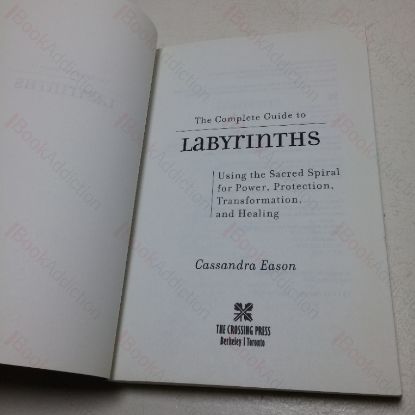 The Complete Guide to
LABYRINTHS
Using the Sacred Spiral
for Power, Protection,
Transformation,
and Healing
Cassandra Eason
THE CROSSING PRESS
Berkeley | Toronto
BookAddiction